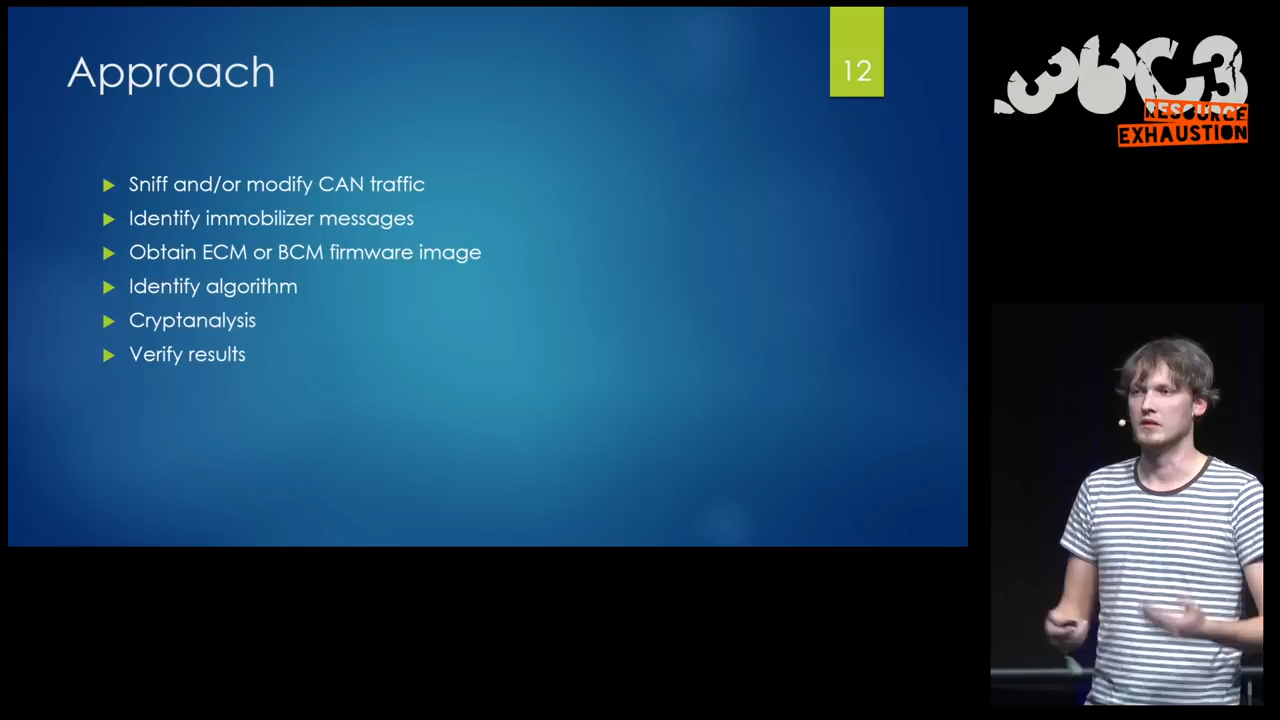 Approach
12
Sniff and/or modify CAN traffic
Identify immobilizer messages
Obtain ECM or BCM firmware image
Identify algorithm
Cryptanalysis
Verify results
36C3
RESOURCE
EXHAUSTION